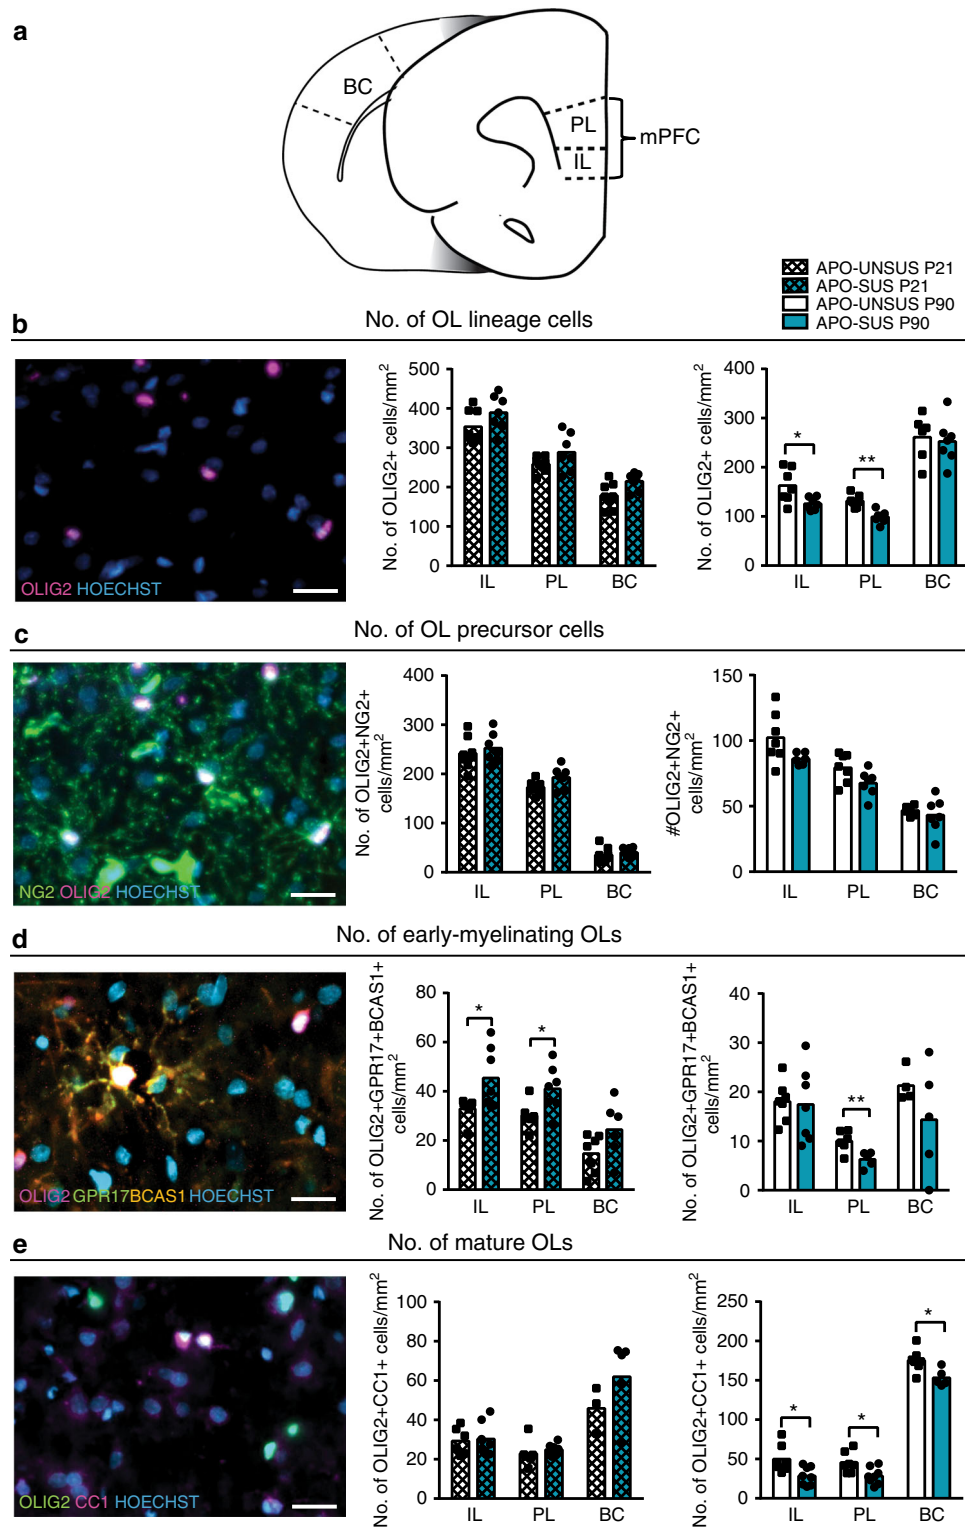 a
BC
PL
IL
mPFC
APO-UNSUS P21
APO-SUS P21
APO-UNSUS P90
APO-SUS P90
b
No. of OL lineage cells
OLIG2 HOECHST
No. of OLIG2+ cells/mm²
500
400
300
200
100
0
IL PL BC
No. of OLIG2+ cells/mm²
400
300
200
100
0
* **
IL PL BC
c
No. of OL precursor cells
NG2 OLIG2 HOECHST
No. of OLIG2+NG2+
cells/mm²
400
300
200
100
0
IL PL BC
#OLIG2+NG2+
cells/mm²
150
100
50
0
IL PL BC
d
No. of early-myelinating OLs
OLIG2 GPR17 BCAS1 HOECHST
No. of OLIG2+GPR17+BCAS1+
cells/mm²
80
60
40
20
0
* *
IL PL BC
No. of OLIG2+GPR17+BCAS1+
cells/mm²
40
30
20
10
0
**
IL PL BC
e
No. of mature OLs
OLIG2 CC1 HOECHST
No. of OLIG2+CC1+ cells/mm²
100
80
60
40
20
0
IL PL BC
No. of OLIG2+CC1+ cells/mm²
250
200
150
100
50
0
* * *
IL PL BC